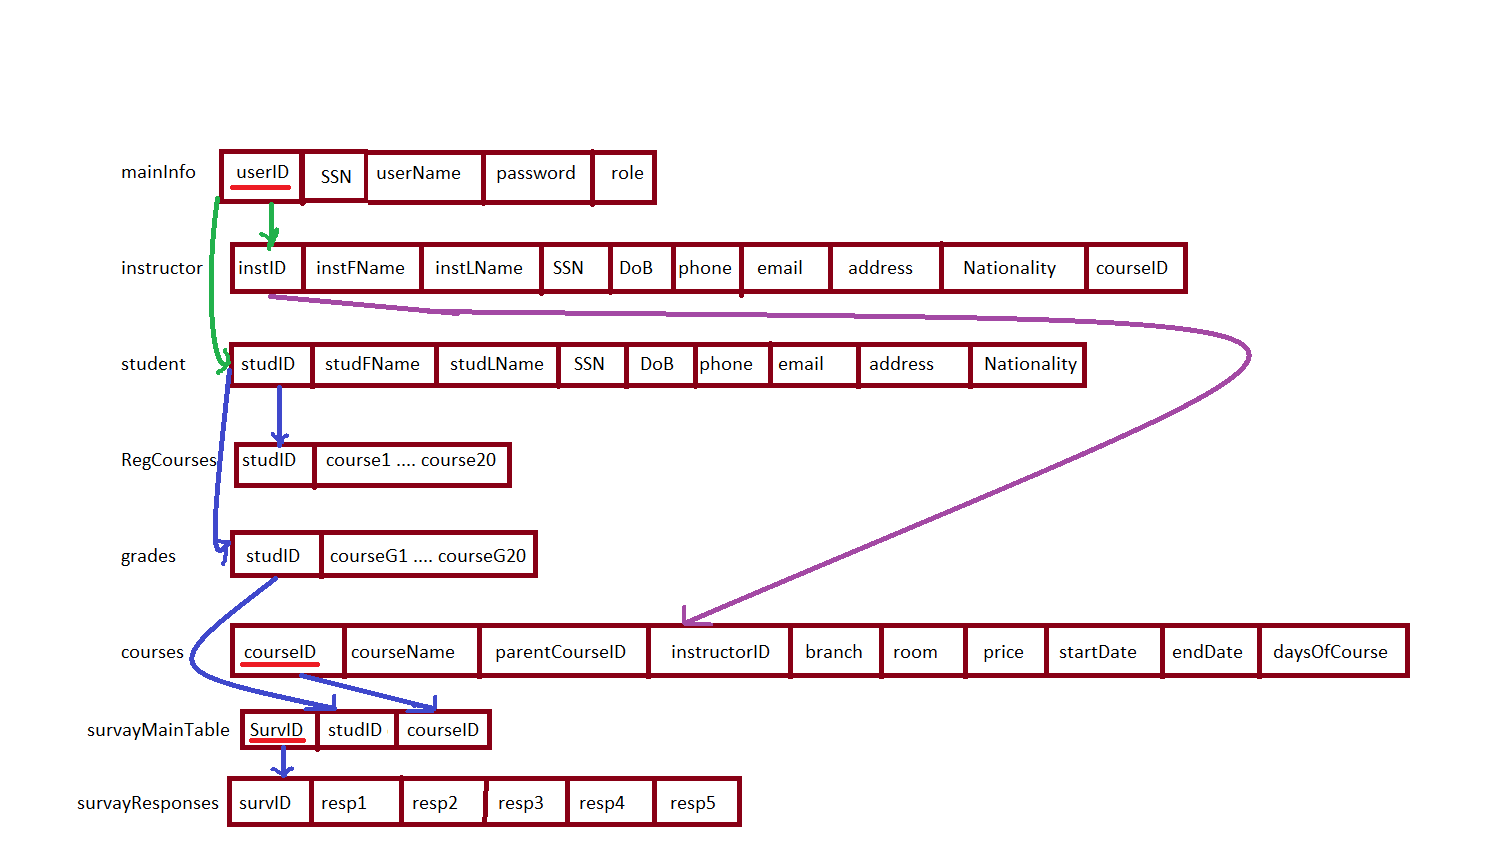 mainInfo userID SSN userName password role
instructor instID instFName instLName SSN DoB phone email address Nationality courseID
student studID studFName studLName SSN DoB phone email address Nationality
RegCourses studID course1 .... course20
grades studID courseG1 .... courseG20
courses courseID courseName parentCourseID instructorID branch room price startDate endDate daysOfCourse
survayMainTable SurvID studID courseID
survayResponses survID resp1 resp2 resp3 resp4 resp5